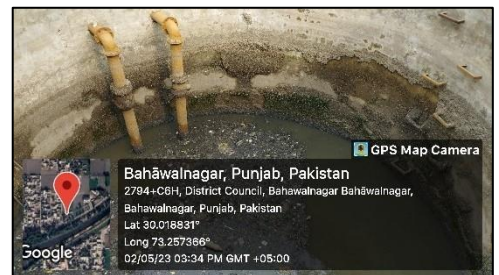 GPS Map Camera
Bahāwalnagar, Punjab, Pakistan
2794+C6H, District Council, Bahawalnagar Bahāwalnagar,
Bahawalnagar, Punjab, Pakistan
Lat 30.018831°
Long 73.257366°
02/05/23 03:34 PM GMT +05:00
Google